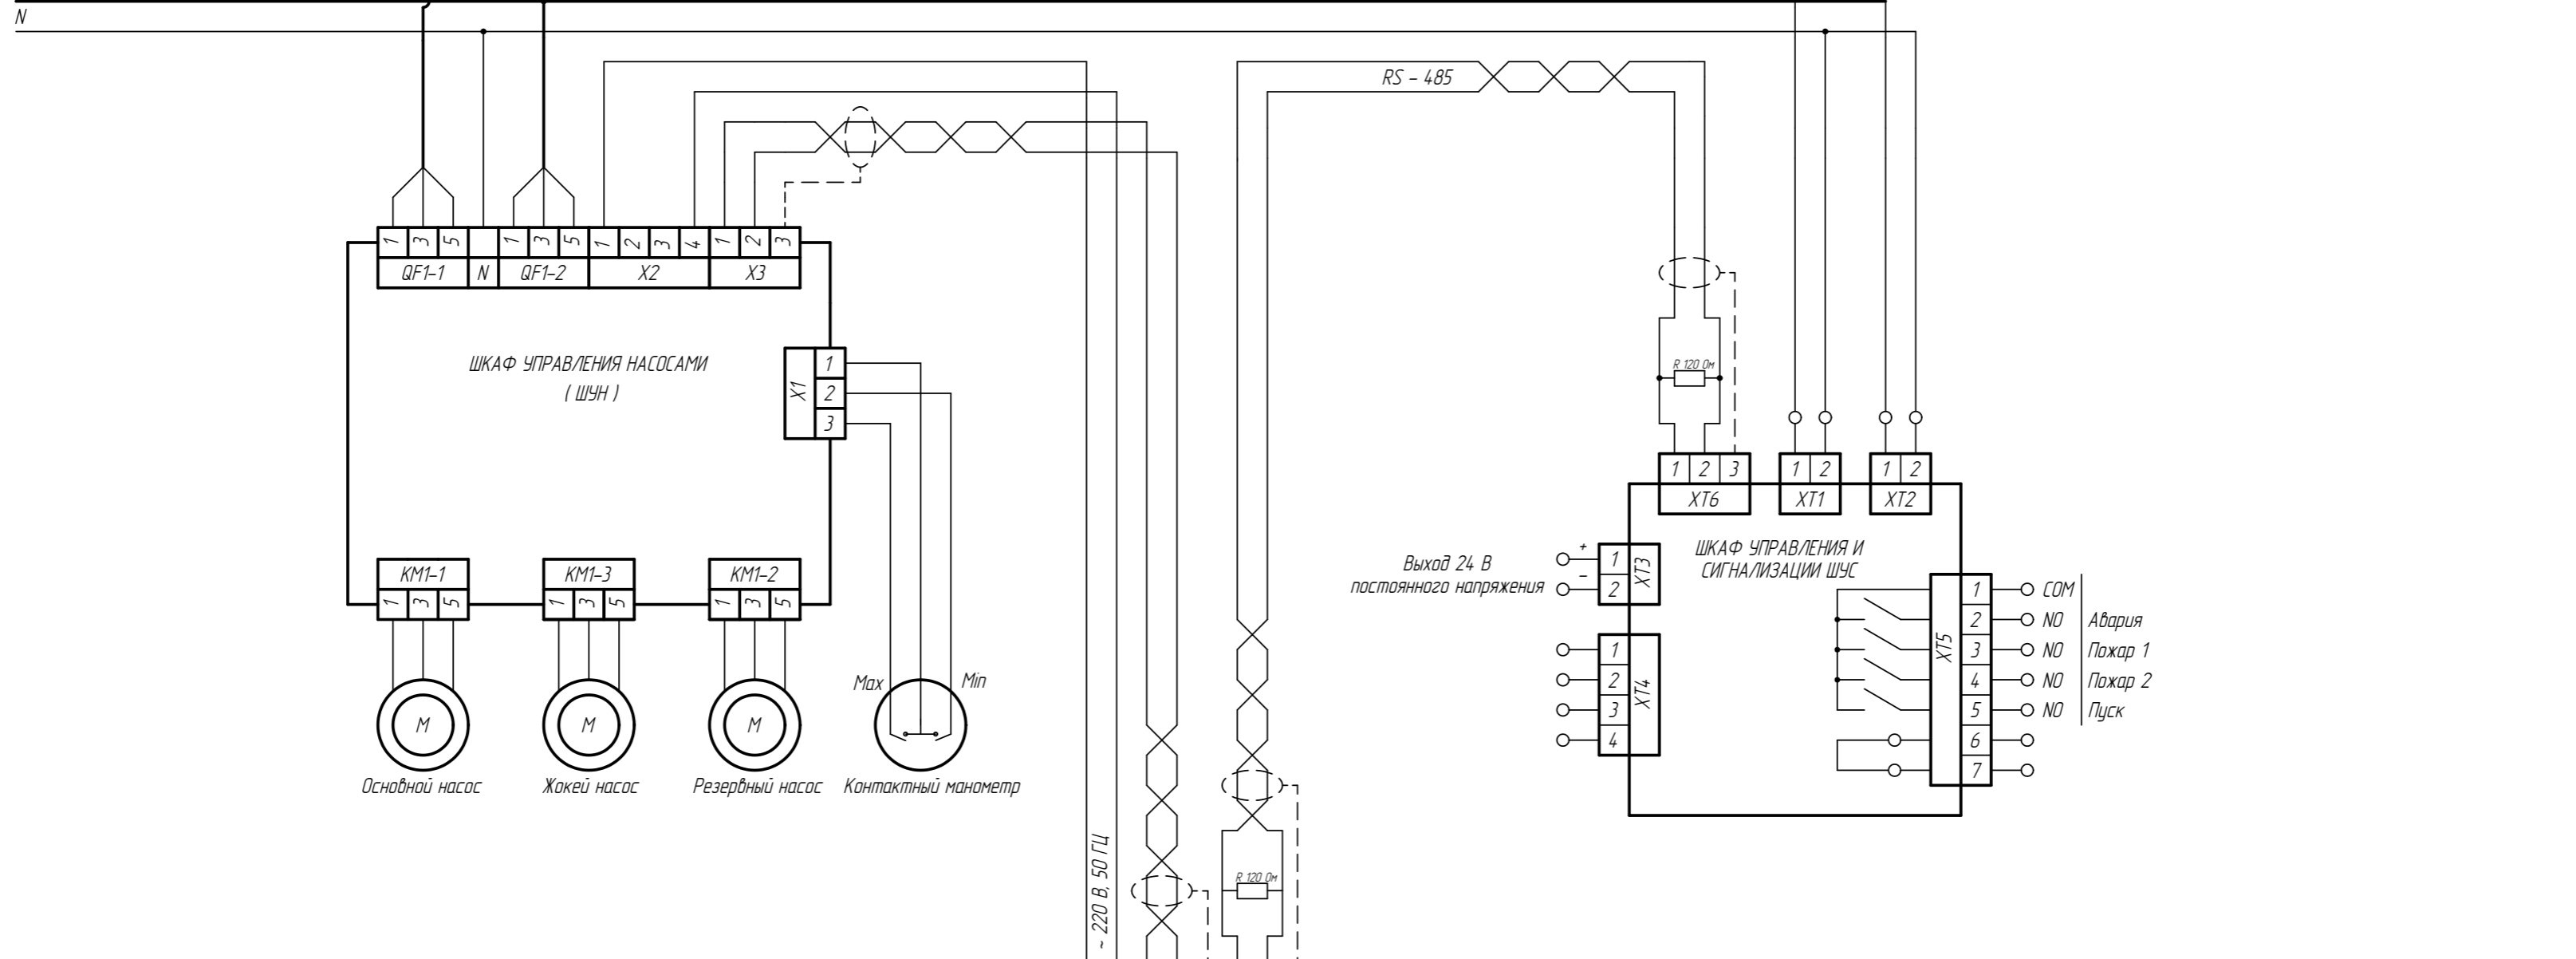 N
RS - 485
1 3 5 1 3 5 1 2 3 4 1 2 3
QF1-1 N QF1-2 X2 X3
ШКАФ УПРАВЛЕНИЯ НАСОСАМИ
( ШУН )
X1
1
2
3
R 120 Ом
1 2 3 1 2 1 2
XT6 XT1 XT2
ШКАФ УПРАВЛЕНИЯ И
СИГНАЛИЗАЦИИ ШУС
Выход 24 В
постоянного напряжения
+
-
1
2
XT3
1
2
3
4
XT4
XT5
1 COM
2 NO Авария
3 NO Пожар 1
4 NO Пожар 2
5 NO Пуск
6
7
KM1-1 KM1-3 KM1-2
1 3 5 1 3 5 1 3 5
Max Min
M M M
Основной насос Жокей насос Резервный насос Контактный манометр
~ 220 В, 50 ГЦ
R 120 Ом